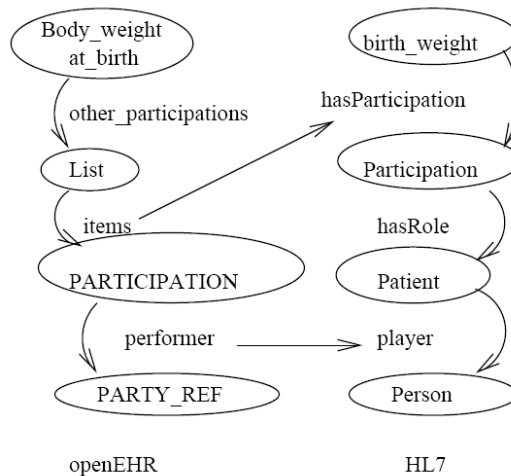 Body_weight
at_birth
birth_weight
other_participations
hasParticipation
List
Participation
items
hasRole
PARTICIPATION
Patient
performer
player
PARTY_REF
Person
openEHR
HL7